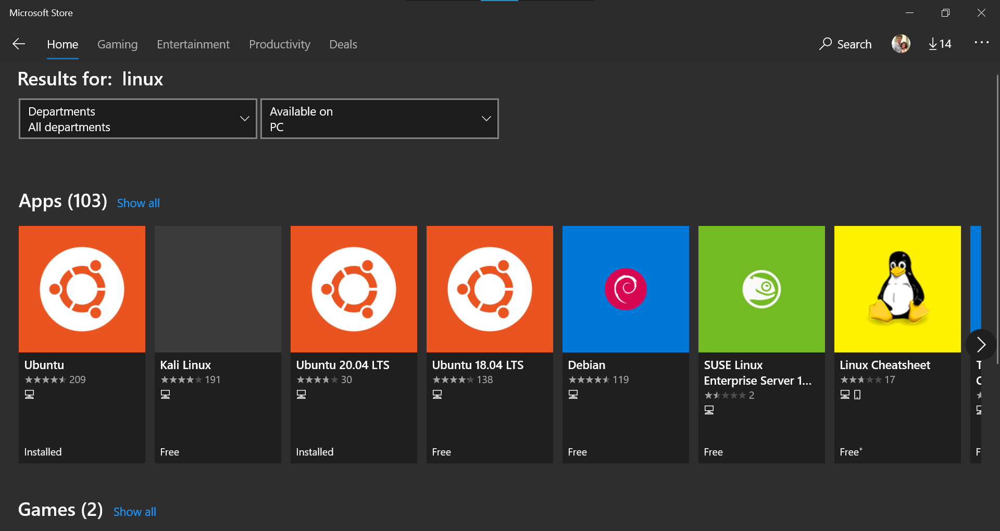 Microsoft Store
Home Gaming Entertainment Productivity Deals Search 14
Results for: linux
Departments
All departments
Available on
PC
Apps (103) Show all
Ubuntu
209
Installed
Kali Linux
191
Free
Ubuntu 20.04 LTS
30
Installed
Ubuntu 18.04 LTS
138
Free
Debian
119
Free
SUSE Linux
Enterprise Server 1...
2
Free
Linux Cheatsheet
17
Free+
Games (2) Show all